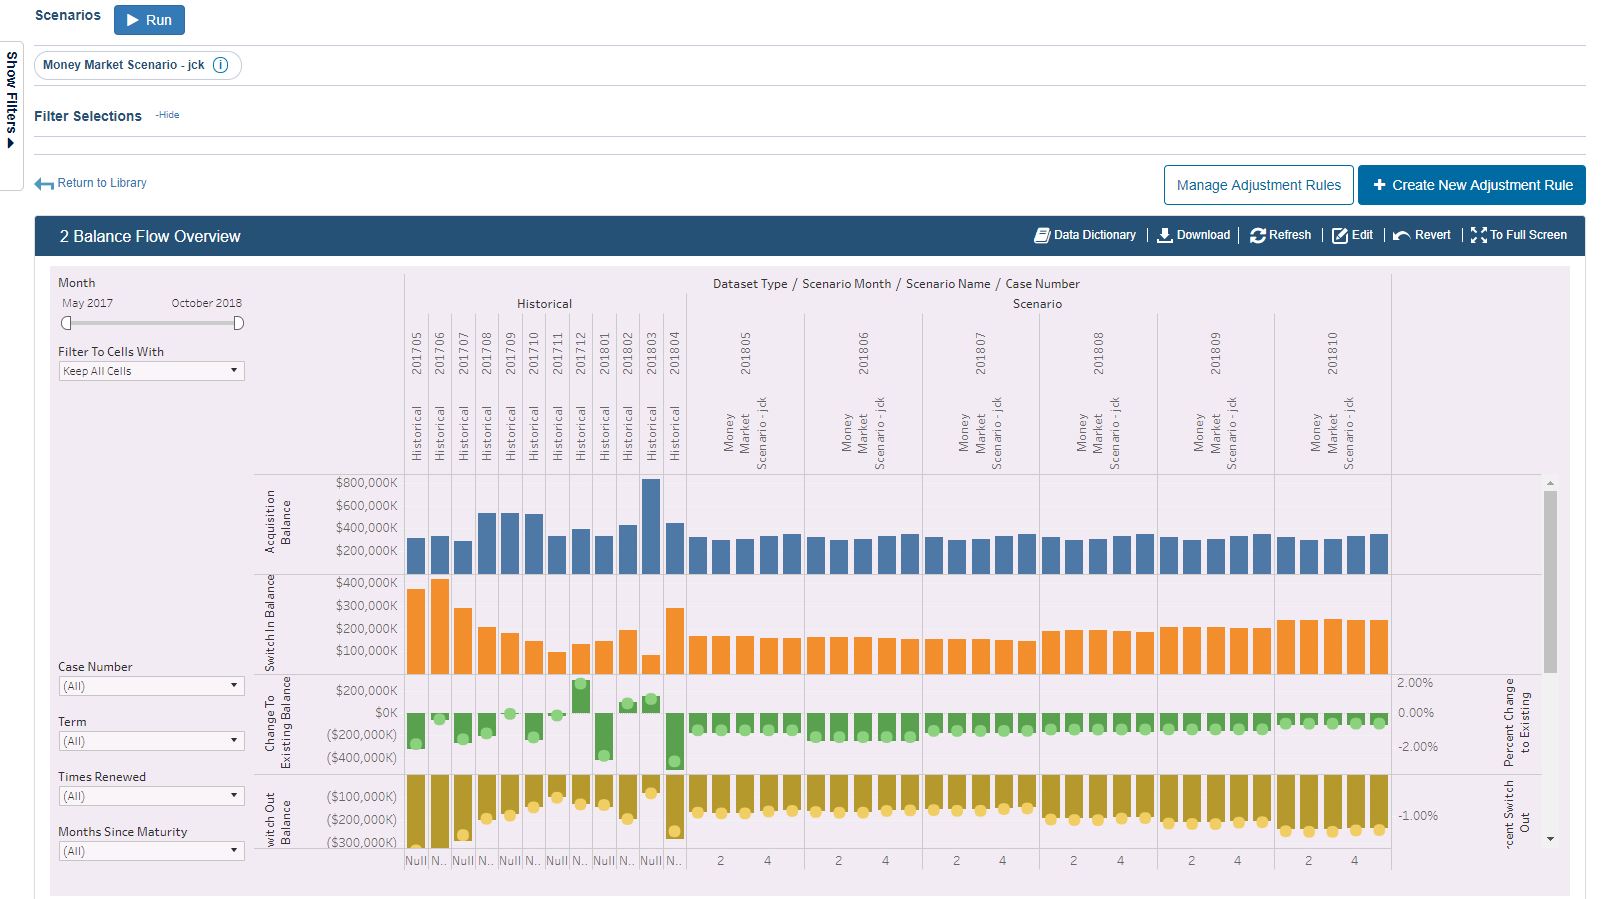 Scenarios
Run
Money Market Scenario - jck
Show Filters
Filter Selections -Hide
Return to Library
Manage Adjustment Rules
+ Create New Adjustment Rule
2 Balance Flow Overview
Data Dictionary | Download | Refresh | Edit | Revert | To Full Screen
Month
May 2017 October 2018
Filter To Cells With
Keep All Cells
Case Number
(All)
Term
(All)
Times Renewed
(All)
Months Since Maturity
(All)
Dataset Type / Scenario Month / Scenario Name / Case Number
Historical Scenario
201705 201706 201707 201708 201709 201710 201711 201712 201801 201802 201803 201804 201805 201806 201807 201808 201809 201810
Historical Historical Historical Historical Historical Historical Historical Historical Historical Historical Historical Historical
Money Market Scenario - jck
Money Market Scenario - jck
Money Market Scenario - jck
Money Market Scenario - jck
Money Market Scenario - jck
Money Market Scenario - jck
Acquisition
Balance
$800,000K
$600,000K
$400,000K
$200,000K
SwitchIn Balance
$400,000K
$300,000K
$200,000K
$100,000K
Change To
Existing Balance
$200,000K
$0K
($200,000K)
($400,000K)
2.00%
0.00%
-2.00%
Percent Change
to Existing
witch Out
Balance
($100,000K)
($200,000K)
($300,000K)
-1.00%
rcent Switch
Out
Null N.. Null N.. Null N.. Null N.. Null N.. Null N.. 2 4 2 4 2 4 2 4 2 4 2 4